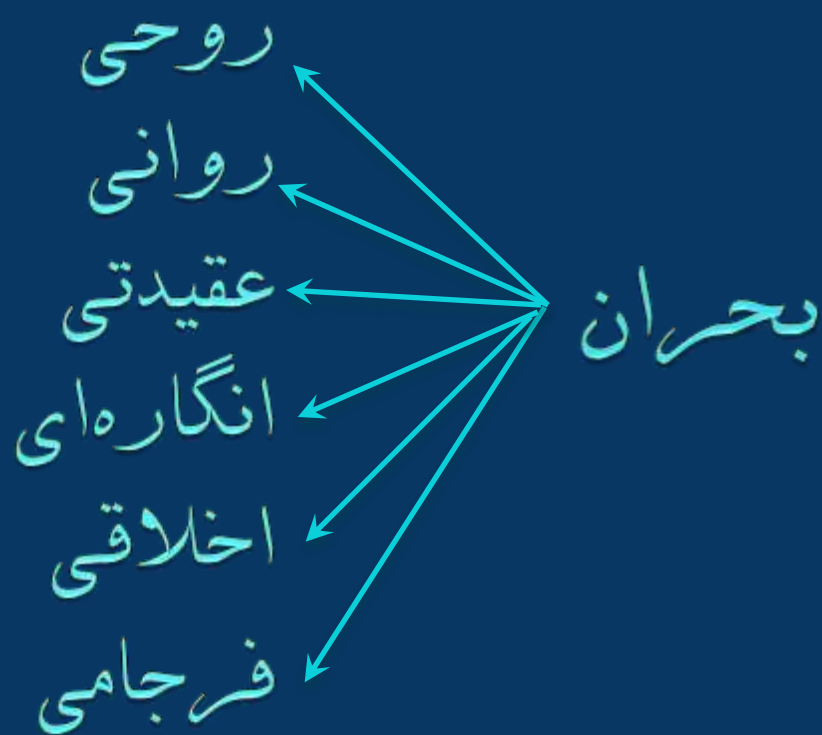 بحران
روحی
روانی
عقیدتی
انگاره‌ای
اخلاقی
فرجامی